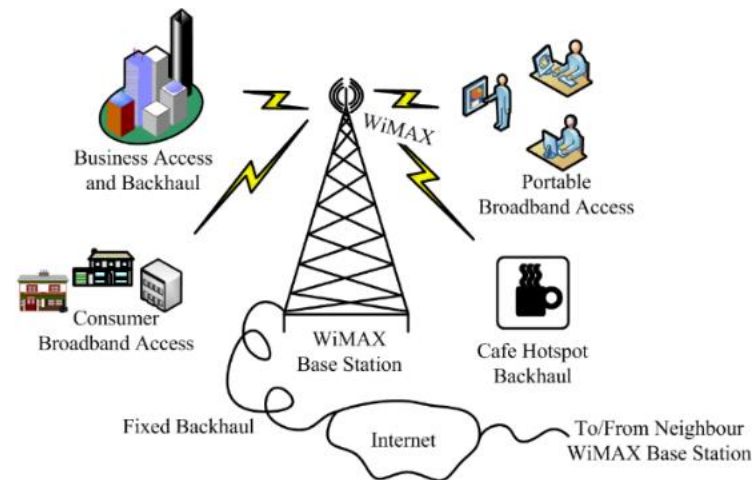 WiMAX
Business Access
and Backhaul
Portable
Broadband Access
Consumer
Broadband Access
WiMAX
Base Station
Cafe Hotspot
Backhaul
Fixed Backhaul
Internet
To/From Neighbour
WiMAX Base Station